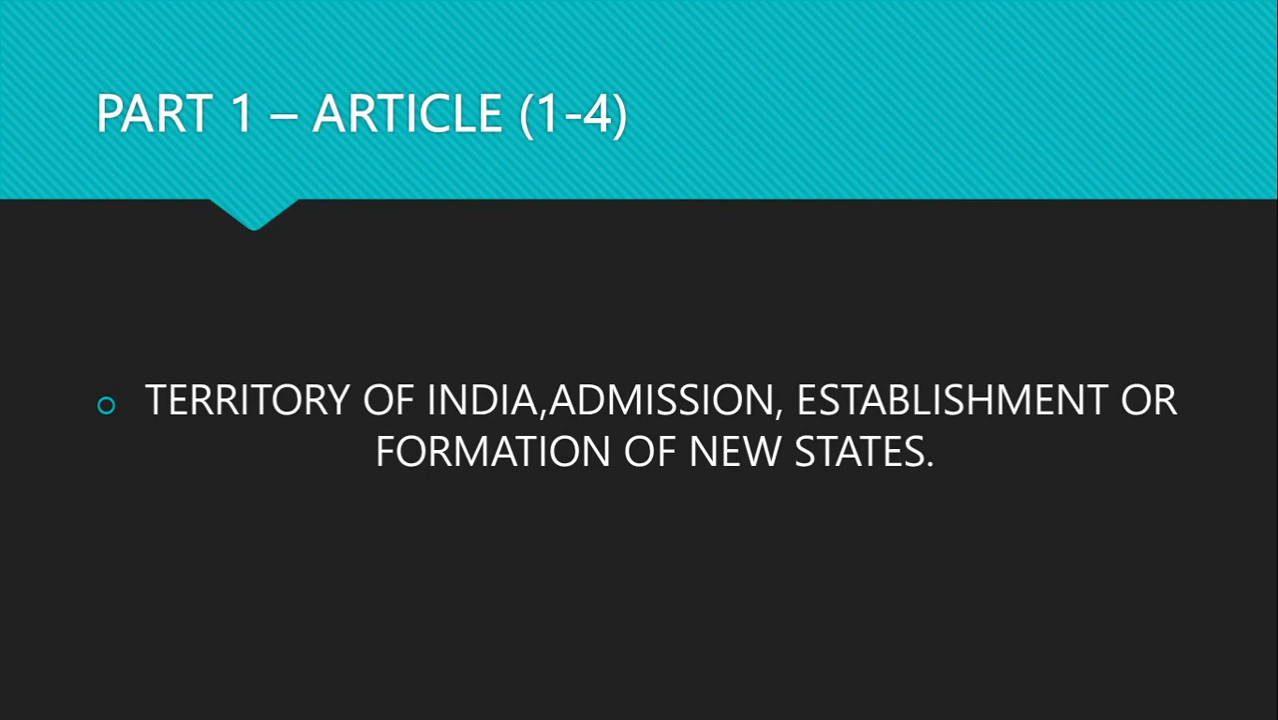 PART 1 – ARTICLE (1-4)
TERRITORY OF INDIA,ADMISSION, ESTABLISHMENT OR
FORMATION OF NEW STATES.